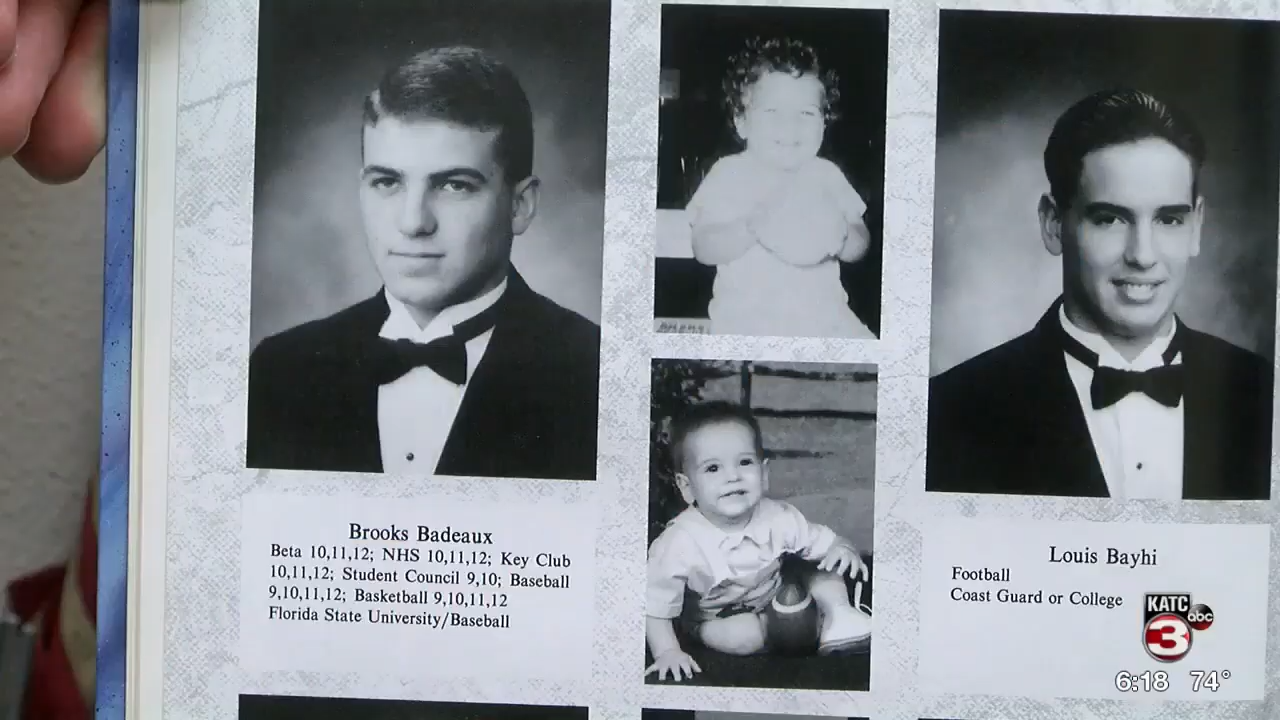 Brooks Badeaux
Beta 10,11,12; NHS 10,11,12; Key Club
10,11,12; Student Council 9,10; Baseball
9,10,11,12; Basketball 9,10,11,12
Florida State University/Baseball
Louis Bayhi
Football
Coast Guard or College
KATC
abc
3
6:18 74°